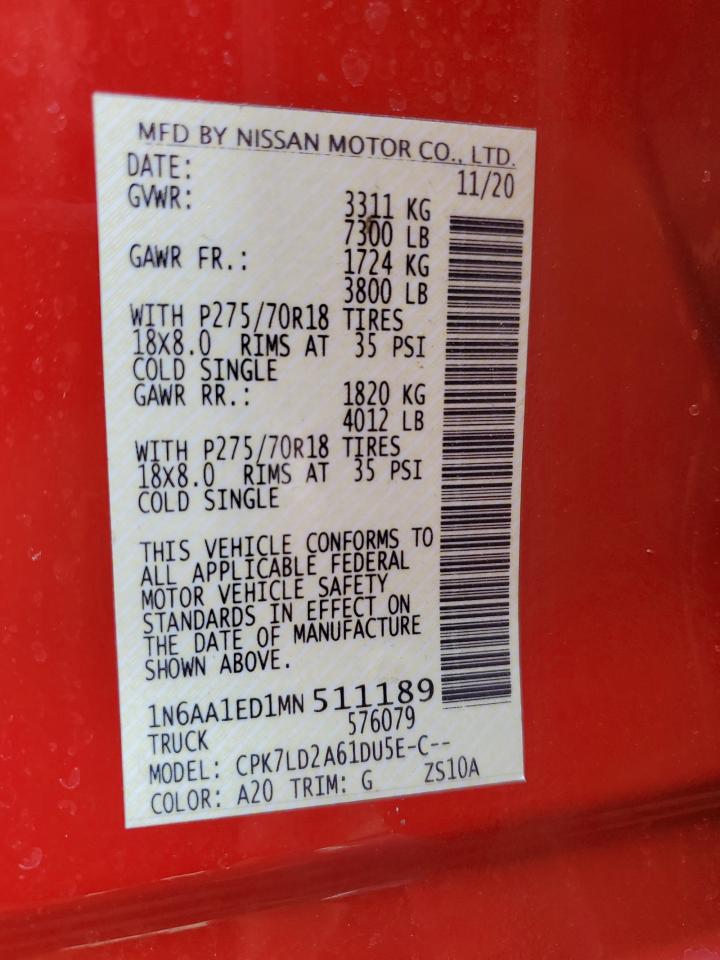 MFD BY NISSAN MOTOR CO., LTD.
DATE: 11/20
GVWR: 3311 KG
7300 LB
GAWR FR.: 1724 KG
3800 LB
WITH P275/70R18 TIRES
18X8.0 RIMS AT 35 PSI
COLD SINGLE
GAWR RR.: 1820 KG
4012 LB
WITH P275/70R18 TIRES
18X8.0 RIMS AT 35 PSI
COLD SINGLE
THIS VEHICLE CONFORMS TO
ALL APPLICABLE FEDERAL
MOTOR VEHICLE SAFETY
STANDARDS IN EFFECT ON
THE DATE OF MANUFACTURE
SHOWN ABOVE.
1N6AA1ED1MN 511189
TRUCK 576079
MODEL: CPK7LD2A61DU5E-C--
COLOR: A20 TRIM: G ZS10A